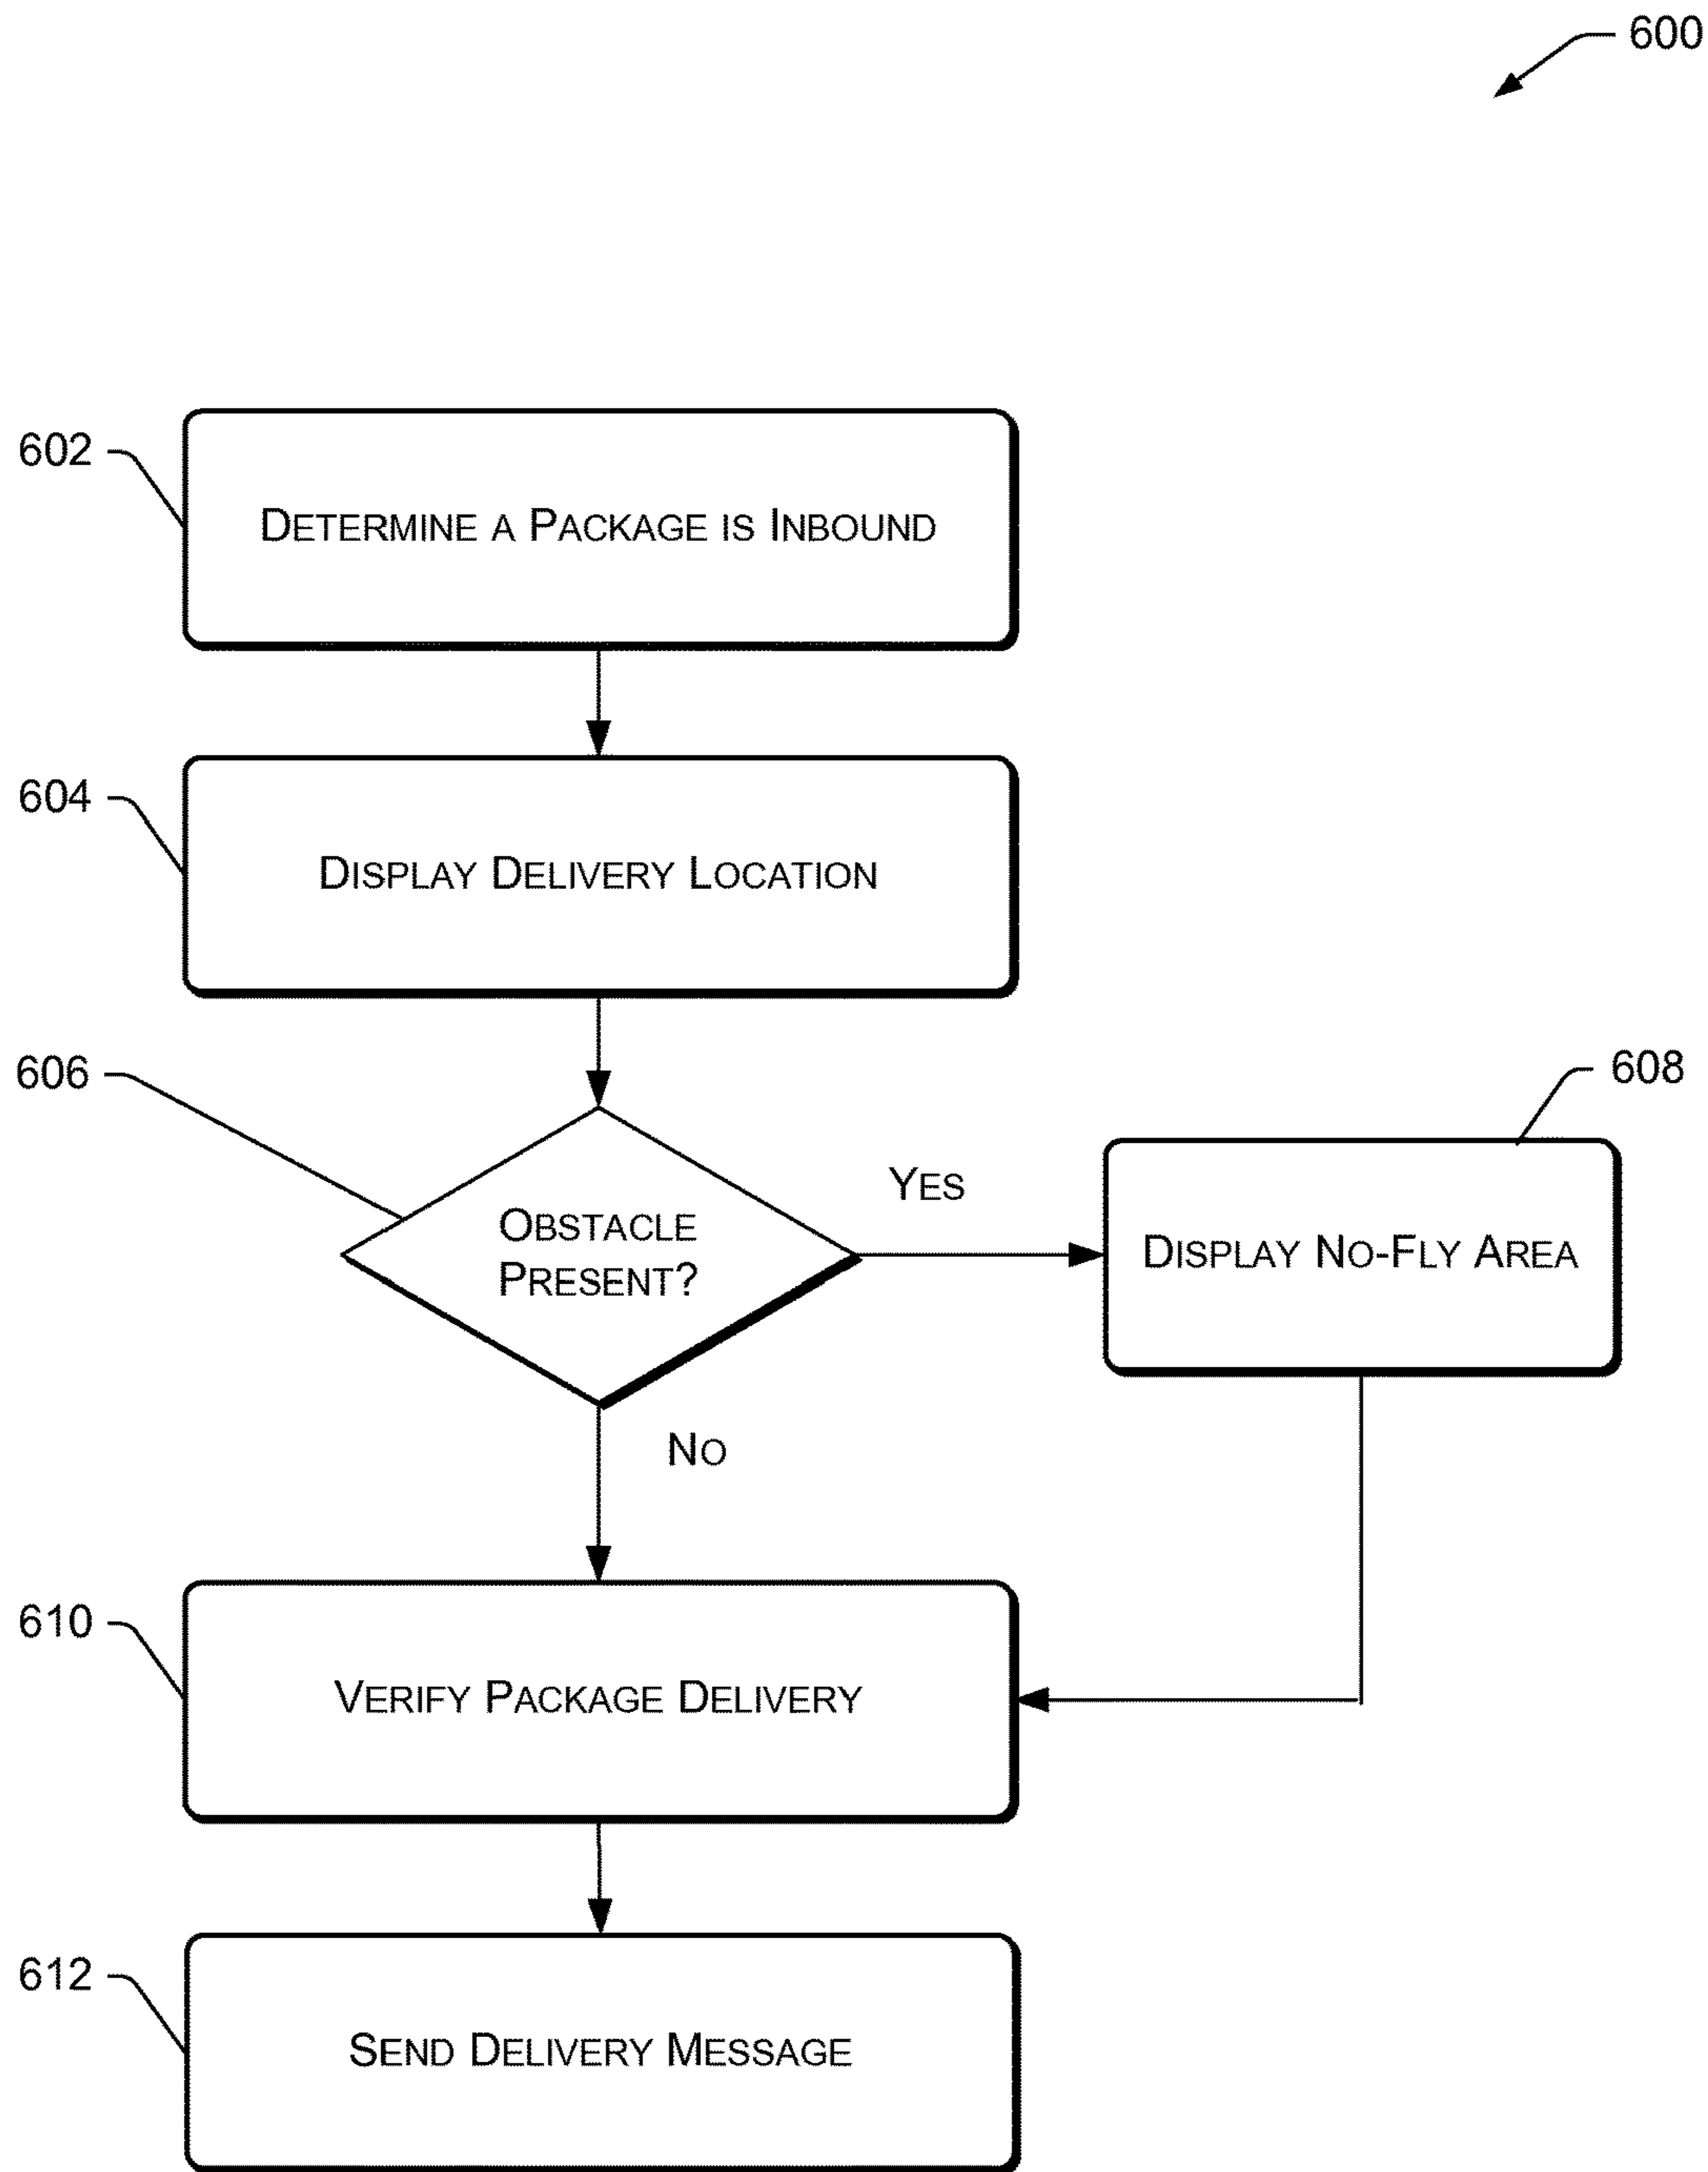 600
602
DETERMINE A PACKAGE IS INBOUND
604
DISPLAY DELIVERY LOCATION
606
OBSTACLE
PRESENT?
YES
608
DISPLAY NO-FLY AREA
NO
610
VERIFY PACKAGE DELIVERY
612
SEND DELIVERY MESSAGE